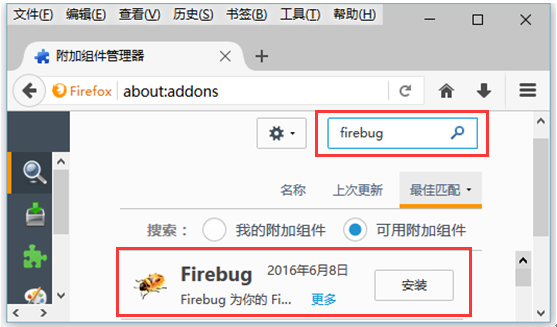 文件(F) 编辑(E) 查看(V) 历史(S) 书签(B) 工具(T) 帮助(H)
附加组件管理器
Firefox about:addons
firebug
名称 上次更新 最佳匹配
搜索： 我的附加组件 可用附加组件
Firebug 2016年6月8日
安装
Firebug 为你的 Fi... 更多